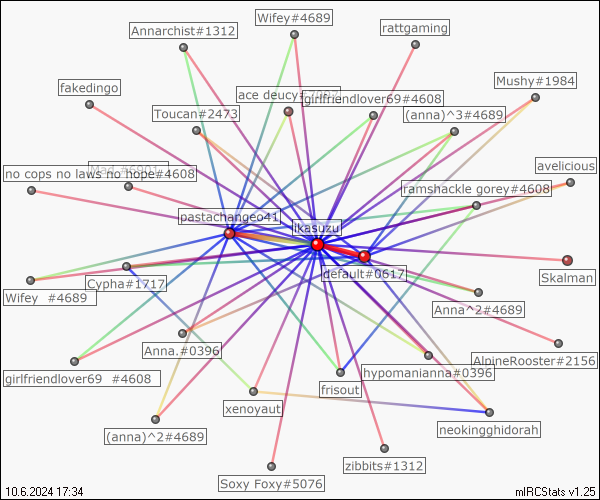 Wifey#4689
Annarchist#1312
rattgaming
Mushy#1984
fakedingo
ace deucy
girlfriendlover69#4608
Toucan#2473
(anna)^3#4689
avelicious
no cops no laws no hope#4608
ramshackle gorey#4608
pastachangeo41
ikasuzu
default#0617
Skalman
Cypha#1717
Wifey #4689
Anna^2#4689
Anna.#0396
AlpineRooster#2156
girlfriendlover69 #4608
hypomanianna#0396
frisout
xenoyaut
neokingghidorah
(anna)^2#4689
zibbits#1312
Soxy Foxy#5076
10.6.2024 17:34
mIRCStats v1.25